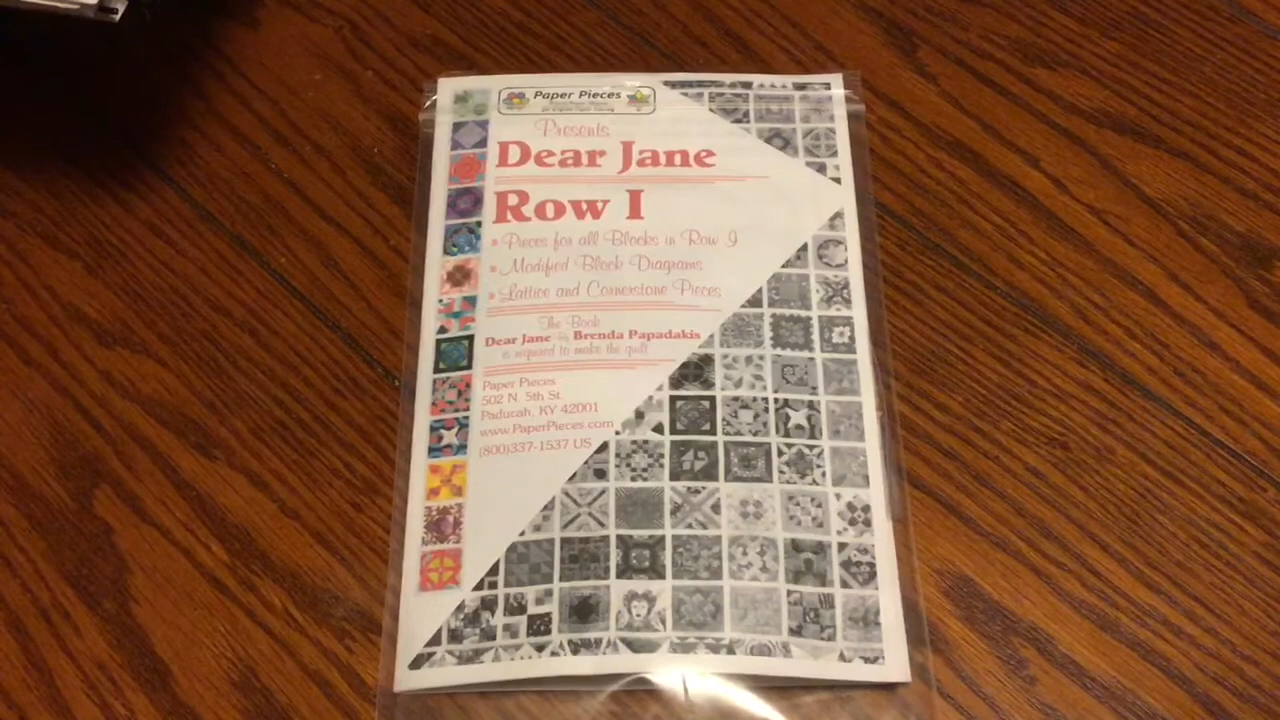 Paper Pieces
Presents
Dear Jane
Row I
Pieces for all Blocks in Row I
Modified Block Diagrams
Lattice and Cornerstone Pieces
The Book
Dear Jane by Brenda Papadakis
is required to make the quilt
Paper Pieces
502 N. 5th St.
Paducah, KY 42001
www.PaperPieces.com
(800)337-1537 US